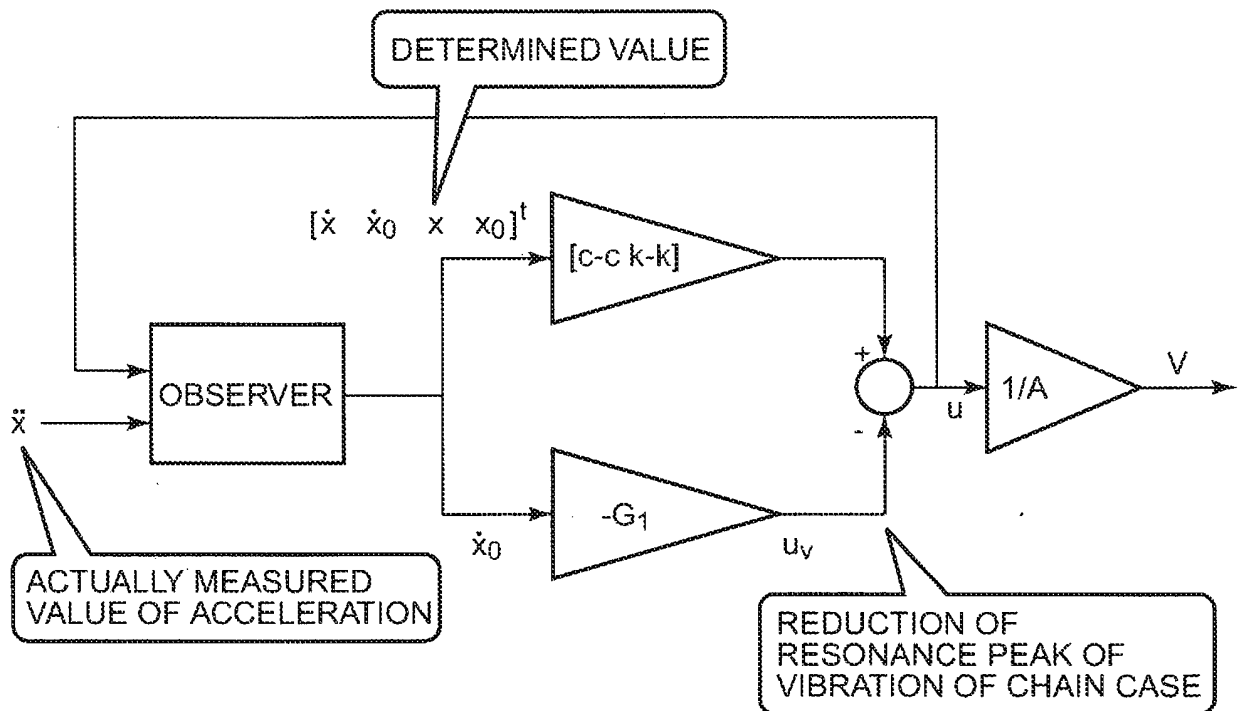 DETERMINED VALUE
[ẋ ẋ₀ x x₀]ᵗ
[c-c k-k]
+
OBSERVER
ẍ
-
u
1/A
V
-G₁
ẋ₀
uᵥ
ACTUALLY MEASURED
VALUE OF ACCELERATION
REDUCTION OF
RESONANCE PEAK OF
VIBRATION OF CHAIN CASE